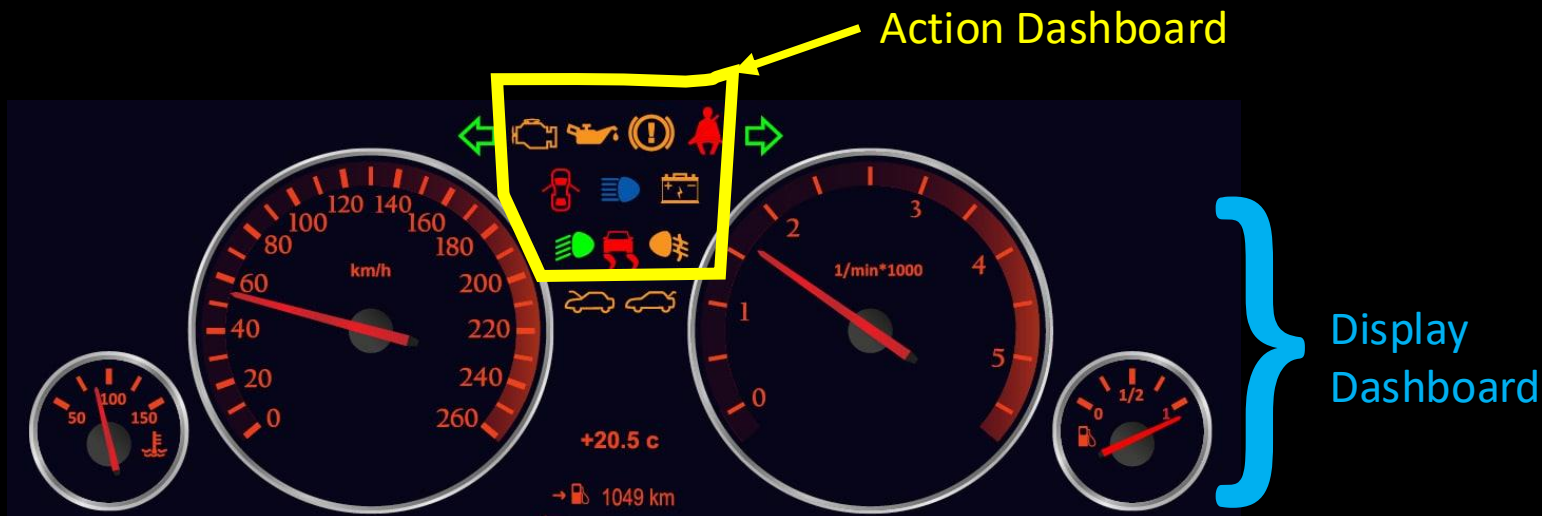 Action Dashboard
120 140
100 160
80 180
60 km/h 200
40 220
20 240
0 260
2 3
1/min*1000 4
1
0 5
50 100 150
0 1/2 1
Display
Dashboard
+20.5 c
1049 km